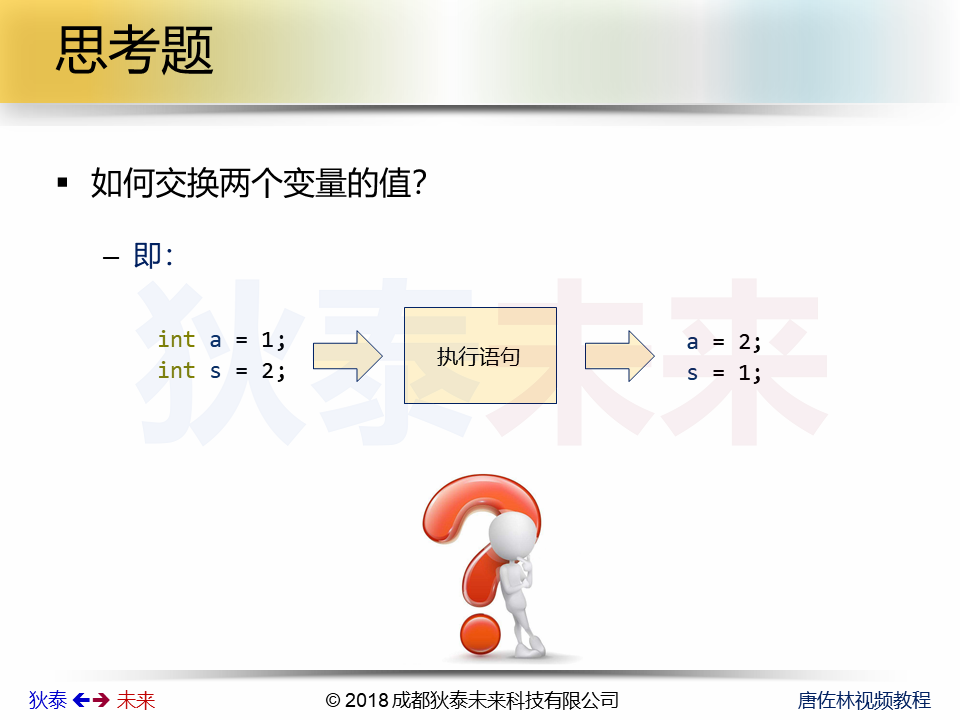 思考题
▪ 如何交换两个变量的值?
– 即:
int a = 1;
int s = 2;
执行语句
a = 2;
s = 1;
狄泰未来
狄泰 未来
© 2018 成都狄泰未来科技有限公司
唐佐林视频教程